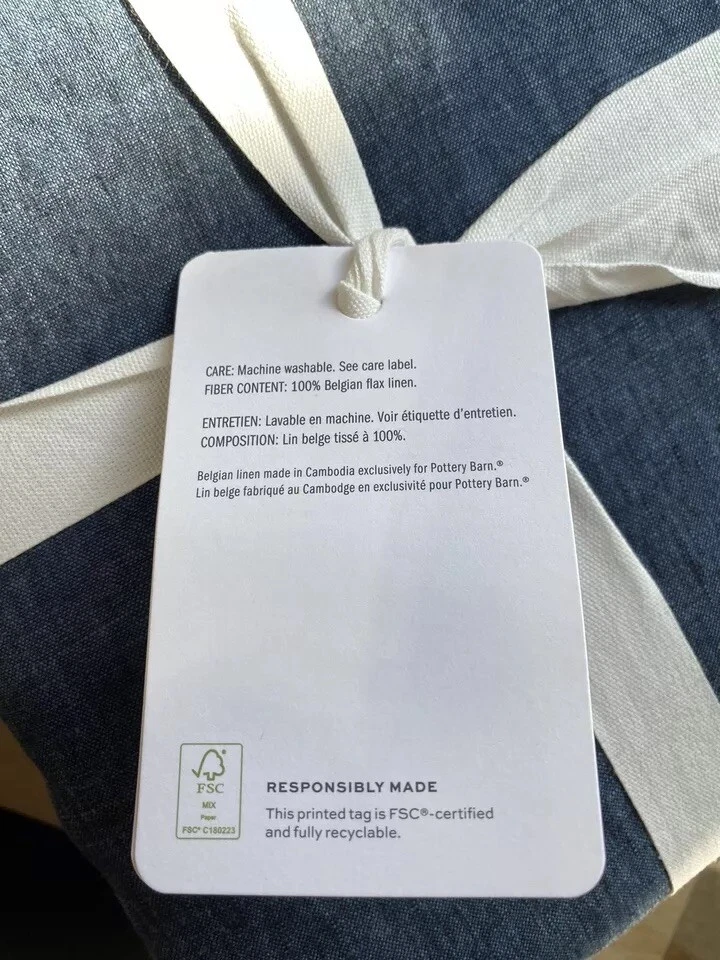 CARE: Machine washable. See care label.
FIBER CONTENT: 100% Belgian flax linen.
ENTRETIEN: Lavable en machine. Voir étiquette d'entretien.
COMPOSITION: Lin belge tissé à 100%.
Belgian linen made in Cambodia exclusively for Pottery Barn.®
Lin belge fabriqué au Cambodge en exclusivité pour Pottery Barn.®
FSC
MIX
Paper
FSC® C180223
RESPONSIBLY MADE
This printed tag is FSC®-certified
and fully recyclable.